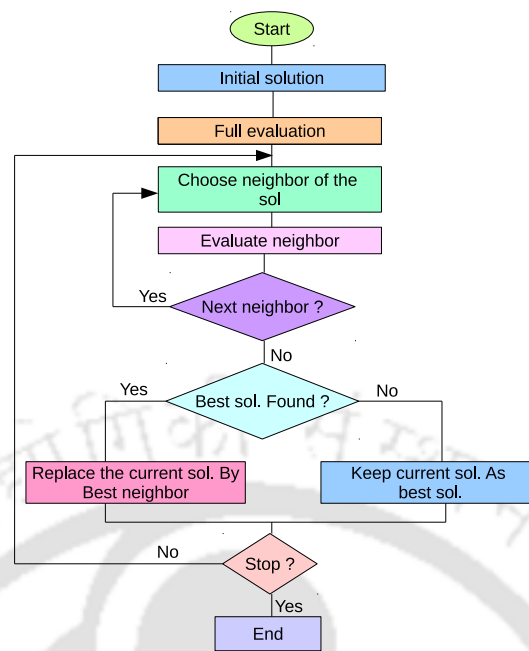 Start
Initial solution
Full evaluation
Choose neighbor of the
sol
Evaluate neighbor
Yes
Next neighbor ?
No
Yes
Best sol. Found ?
No
Replace the current sol. By
Best neighbor
Keep current sol. As
best sol.
No
Stop ?
Yes
End